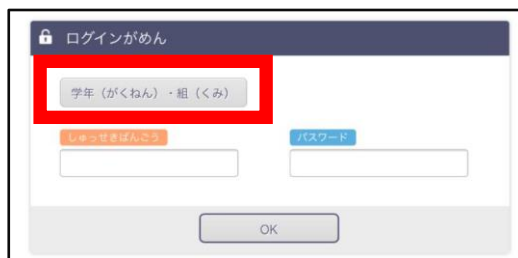 ログインがめん
学年（がくねん）・組（くみ）
しゅっせきばんごう
パスワード
OK